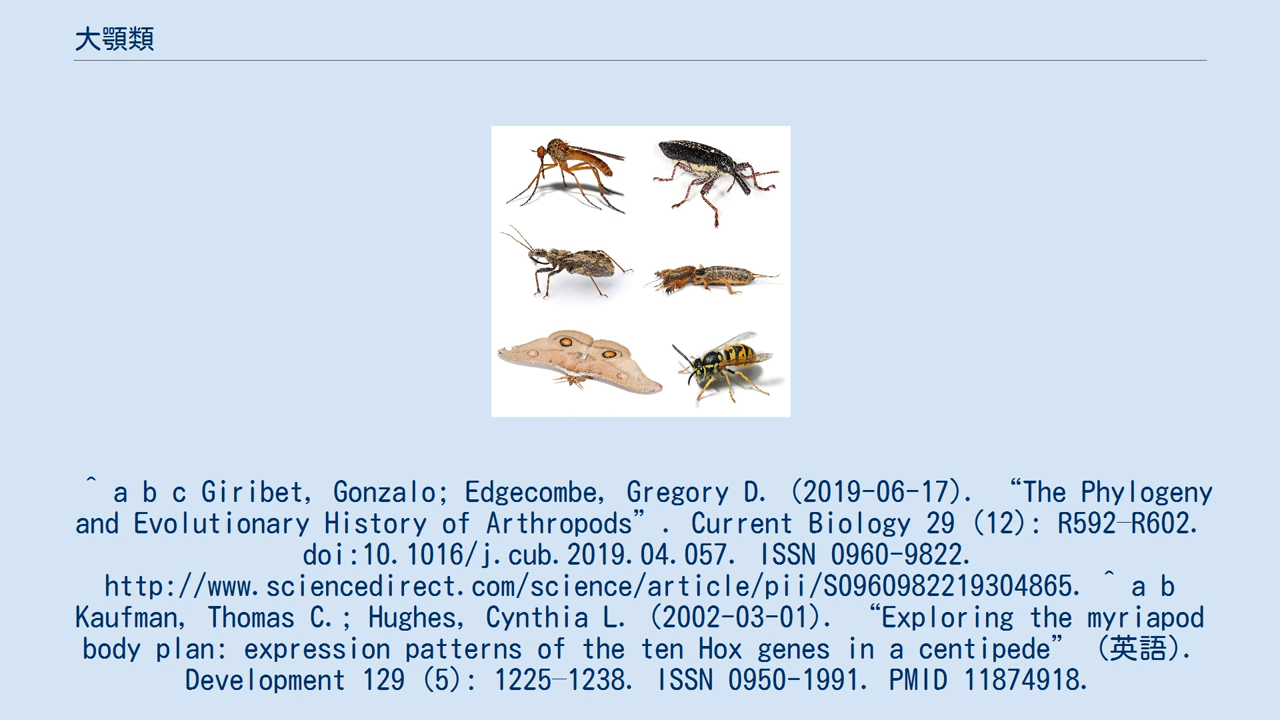 大顎類
^ a b c Giribet, Gonzalo; Edgecombe, Gregory D. (2019-06-17). “The Phylogeny
and Evolutionary History of Arthropods”. Current Biology 29 (12): R592–R602.
doi:10.1016/j.cub.2019.04.057. ISSN 0960-9822.
http://www.sciencedirect.com/science/article/pii/S0960982219304865. ^ a b
Kaufman, Thomas C.; Hughes, Cynthia L. (2002-03-01). “Exploring the myriapod
body plan: expression patterns of the ten Hox genes in a centipede” (英語).
Development 129 (5): 1225–1238. ISSN 0950-1991. PMID 11874918.